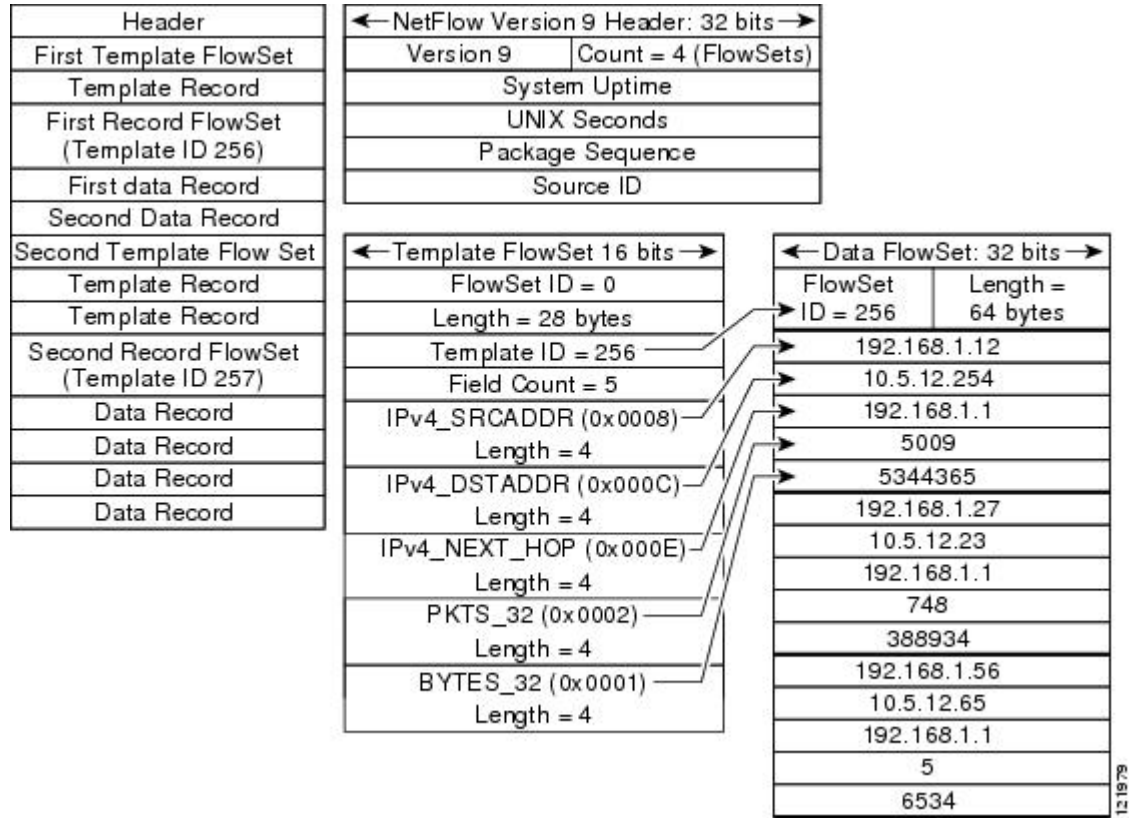 Header
First Template FlowSet
Template Record
First Record FlowSet
(Template ID 256)
First data Record
Second Data Record
Second Template Flow Set
Template Record
Template Record
Second Record FlowSet
(Template ID 257)
Data Record
Data Record
Data Record
Data Record
NetFlow Version 9 Header: 32 bits
Version 9
Count = 4 (FlowSets)
System Uptime
UNIX Seconds
Package Sequence
Source ID
Template FlowSet 16 bits
FlowSet ID = 0
Length = 28 bytes
Template ID = 256
Field Count = 5
IPv4_SRCADDR (0x0008)
Length = 4
IPv4_DSTADDR (0x000C)
Length = 4
IPv4_NEXT_HOP (0x000E)
Length = 4
PKTS_32 (0x0002)
Length = 4
BYTES_32 (0x0001)
Length = 4
Data FlowSet: 32 bits
FlowSet
ID = 256
Length =
64 bytes
192.168.1.12
10.5.12.254
192.168.1.1
5009
5344365
192.168.1.27
10.5.12.23
192.168.1.1
748
388934
192.168.1.56
10.5.12.65
192.168.1.1
5
6534
121979